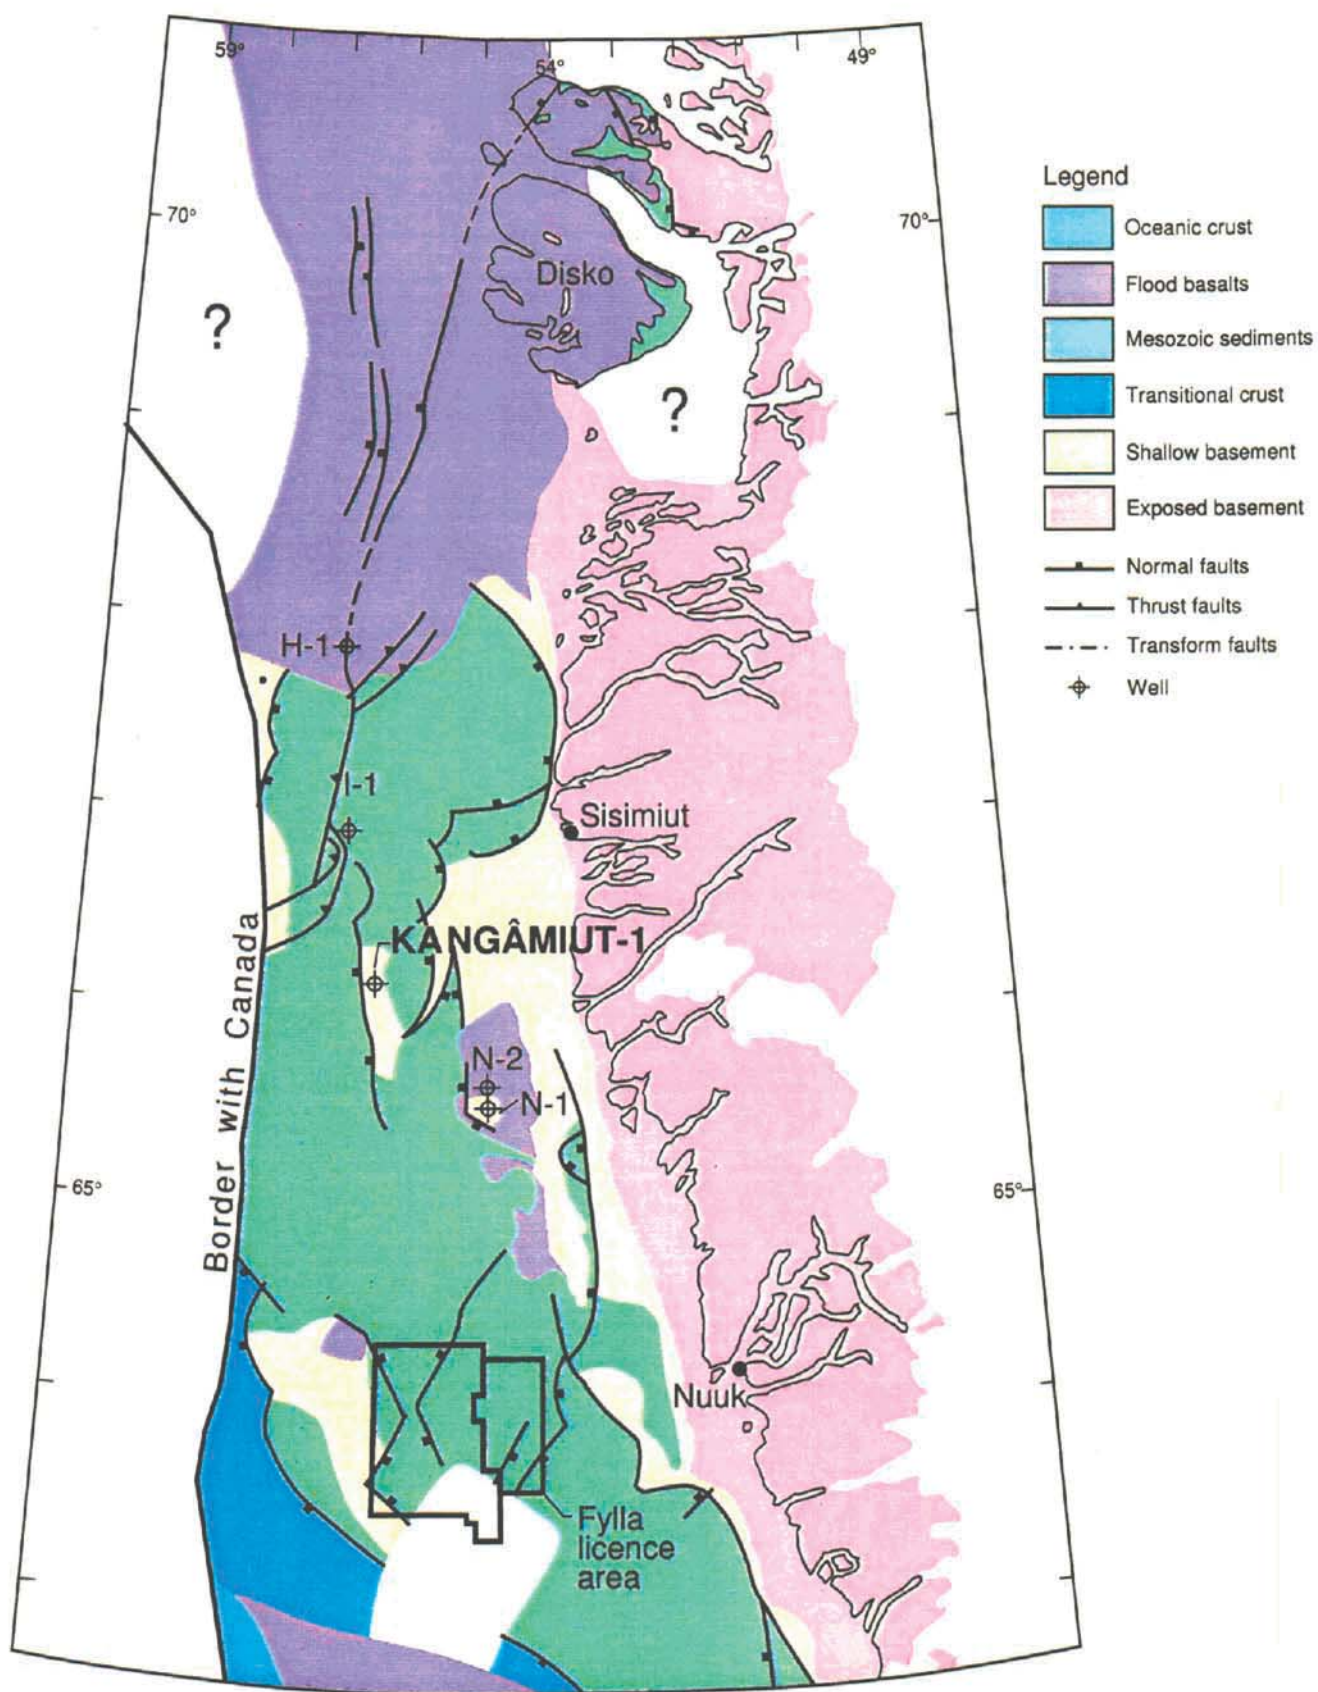 59°
54°
49°
70°
70°
Legend
Oceanic crust
Flood basalts
Mesozoic sediments
Transitional crust
Shallow basement
Exposed basement
Normal faults
Thrust faults
Transform faults
Well
Disko
?
?
H-1
I-1
Sisimiut
KANGÂMIUT-1
Border with Canada
N-2
N-1
65°
65°
Nuuk
Fylla
licence
area